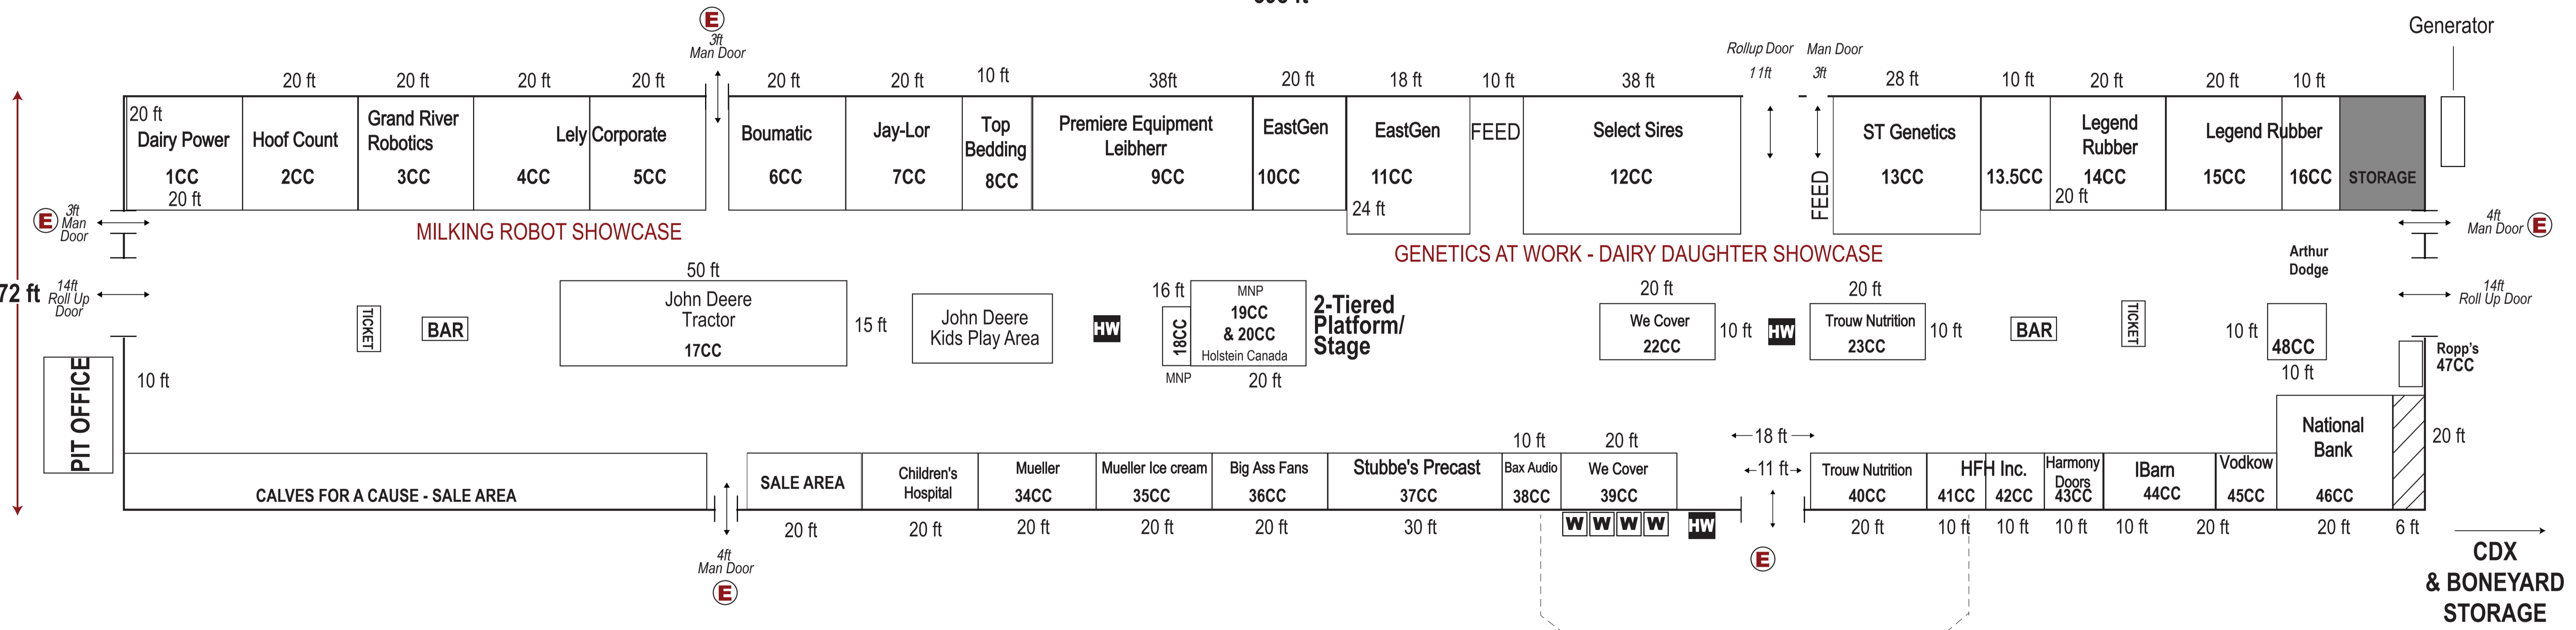 E
3ft
Man Door
Rollup Door
11ft
Man Door
3ft
Generator
20 ft
20 ft
20 ft
20 ft
20 ft
20 ft
10 ft
38ft
20 ft
18 ft
10 ft
38 ft
28 ft
10 ft
20 ft
20 ft
10 ft
20 ft
Dairy Power
1CC
20 ft
Hoof Count
2CC
Grand River
Robotics
3CC
Lely Corporate
4CC
5CC
Boumatic
6CC
Jay-Lor
7CC
Top
Bedding
8CC
Premiere Equipment
Leibherr
9CC
EastGen
10CC
EastGen
11CC
24 ft
FEED
Select Sires
12CC
FEED
ST Genetics
13CC
13.5CC
Legend
Rubber
14CC
20 ft
Legend Rubber
15CC
16CC
STORAGE
E
3ft
Man
Door
MILKING ROBOT SHOWCASE
GENETICS AT WORK - DAIRY DAUGHTER SHOWCASE
4ft
Man Door
E
72 ft
14ft
Roll Up
Door
TICKET
BAR
50 ft
John Deere
Tractor
17CC
15 ft
John Deere
Kids Play Area
HW
16 ft
18CC
MNP
MNP
19CC
& 20CC
Holstein Canada
20 ft
2-Tiered
Platform/
Stage
20 ft
We Cover
22CC
10 ft
HW
20 ft
Trouw Nutrition
23CC
10 ft
BAR
TICKET
Arthur
Dodge
10 ft
48CC
10 ft
14ft
Roll Up Door
Ropp's
47CC
PIT OFFICE
10 ft
CALVES FOR A CAUSE - SALE AREA
SALE AREA
Children's
Hospital
Mueller
34CC
Mueller Ice cream
35CC
Big Ass Fans
36CC
Stubbe's Precast
37CC
10 ft
Bax Audio
38CC
20 ft
We Cover
39CC
18 ft
11 ft
Trouw Nutrition
40CC
HFH Inc.
41CC
42CC
Harmony
Doors
43CC
IBarn
44CC
Vodkow
45CC
National
Bank
46CC
20 ft
4ft
Man Door
E
20 ft
20 ft
20 ft
20 ft
20 ft
30 ft
W
W
W
W
HW
E
20 ft
10 ft
10 ft
10 ft
10 ft
20 ft
20 ft
6 ft
CDX
& BONEYARD
STORAGE